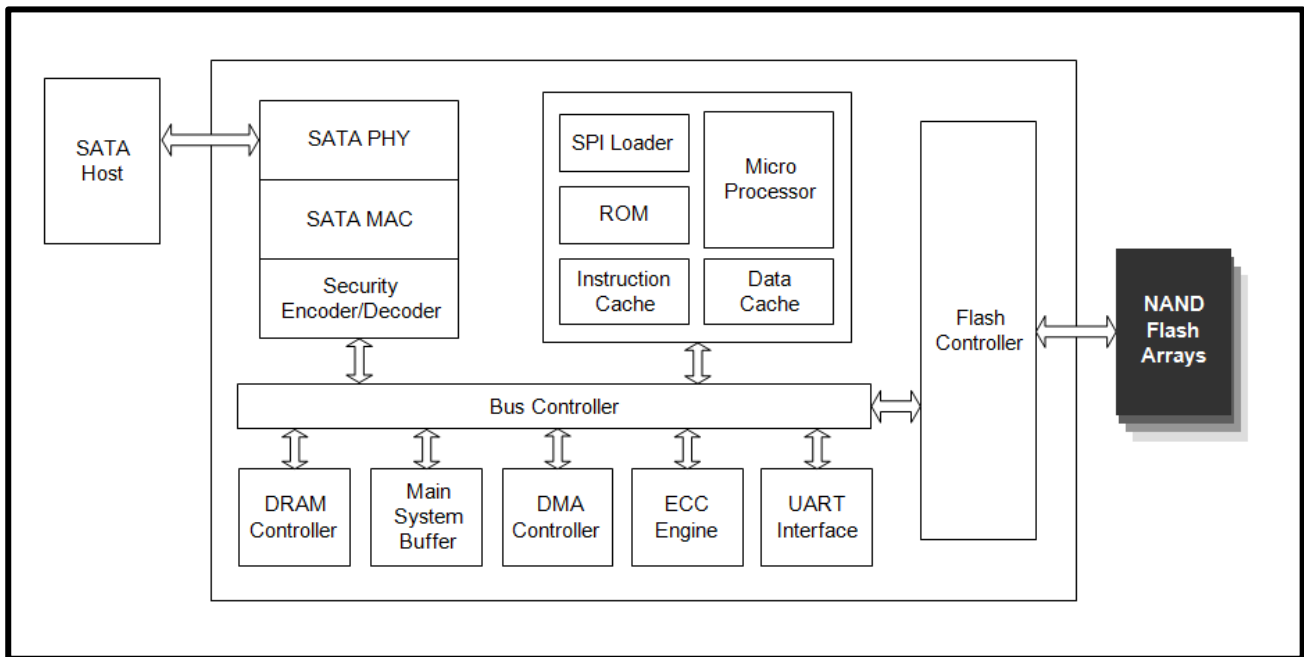 SATA
Host
SATA PHY
SATA MAC
Security
Encoder/Decoder
SPI Loader
ROM
Instruction
Cache
Micro
Processor
Data
Cache
Flash
Controller
NAND
Flash
Arrays
Bus Controller
DRAM
Controller
Main
System
Buffer
DMA
Controller
ECC
Engine
UART
Interface